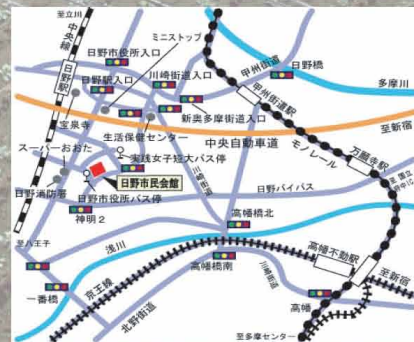 至立川
中央線
日野駅
日野市役所入口
ミニストップ
日野駅入口
川崎街道入口
甲州街道
日野橋
多摩川
甲州街道駅
新奥多摩街道入口
宝泉寺
生活保健センター
中央自動車道
至新宿
モノレール
万願寺駅
スーパーおおた
実践女子短大バス停
川崎街道
日野市民会館
日野消防署
日野市役所バス停
日野バイパス
神明2
高幡橋北
至八王子
浅川
高幡不動駅
京王線
高幡橋南
川崎街道
至新宿
一番橋
北野街道
高幡
至多摩センター